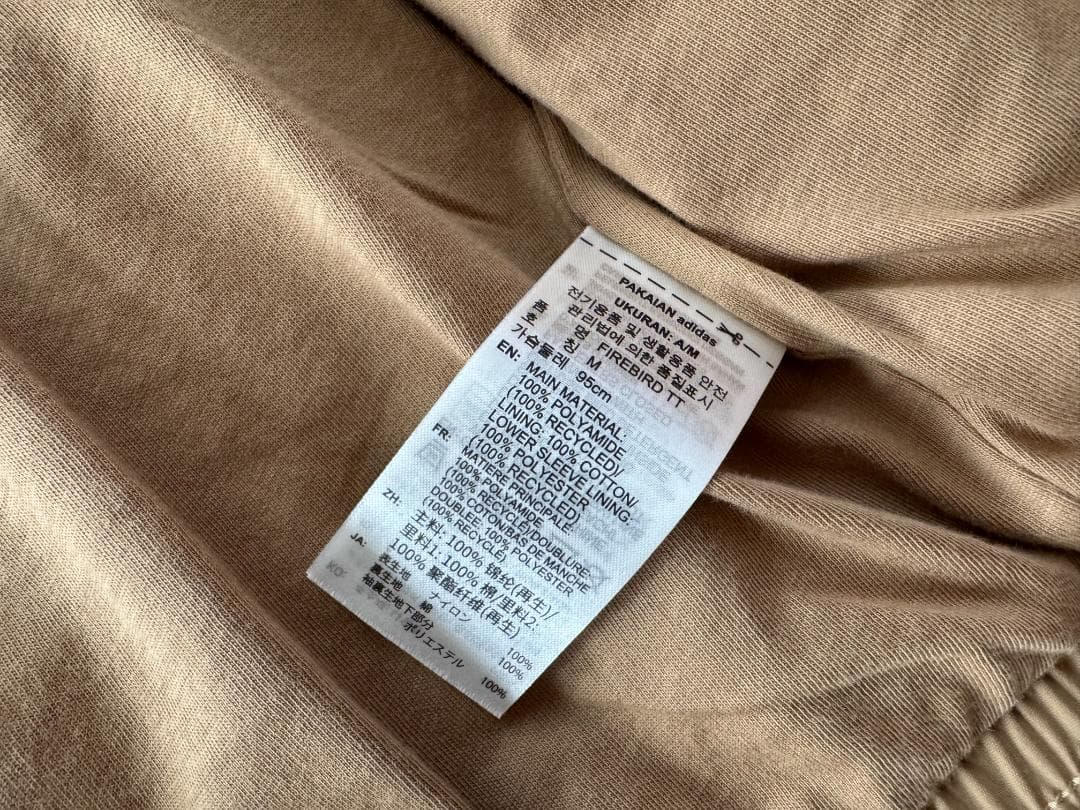 PAKAIAN adidas
UKURAN: A/M
전기용품 및 생활용품 안전
관리법에 의한 품질표시
품 명 FIREBIRD TT
호 칭 M
가슴둘레 95cm
EN: MAIN MATERIAL:
100% POLYAMIDE
(100% RECYCLED)/
LINING: 100% COTTON/
LOWER SLEEVE LINING:
100% POLYESTER
(100% RECYCLED)
FR: MATIÈRE PRINCIPALE:
100% POLYAMIDE
(100% RECYCLÉ)/DOUBLURE:
100% COTON/BAS DE MANCHE
DOUBLÉE: 100% POLYESTER
(100% RECYCLÉ)
ZH: 主料: 100% 锦纶(再生)/
里料1: 100% 棉/里料2:
100% 聚酯纤维(再生)
JA: 表生地 ナイロン 100%
裏生地 綿 100%
袖裏生地下部分
ポリエステル 100%